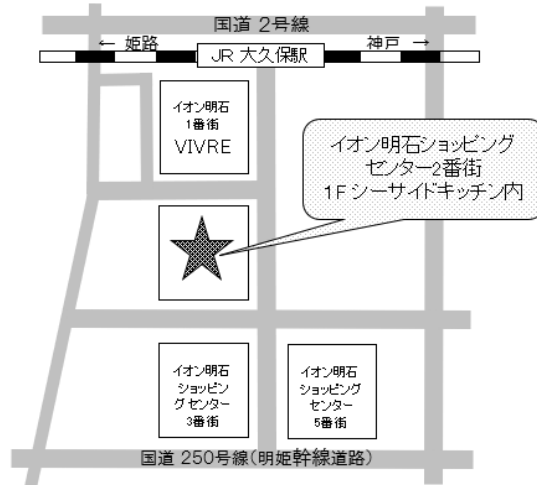 国道 2号線
← 姫路
JR 大久保駅
神戸 →
イオン明石
1番街
VIVRE
イオン明石ショッピング
センター2番街
1F シーサイドキッチン内
イオン明石
ショッピン
グセンター
3番街
イオン明石
ショッピング
センター
5番街
国道 250号線(明姫幹線道路)